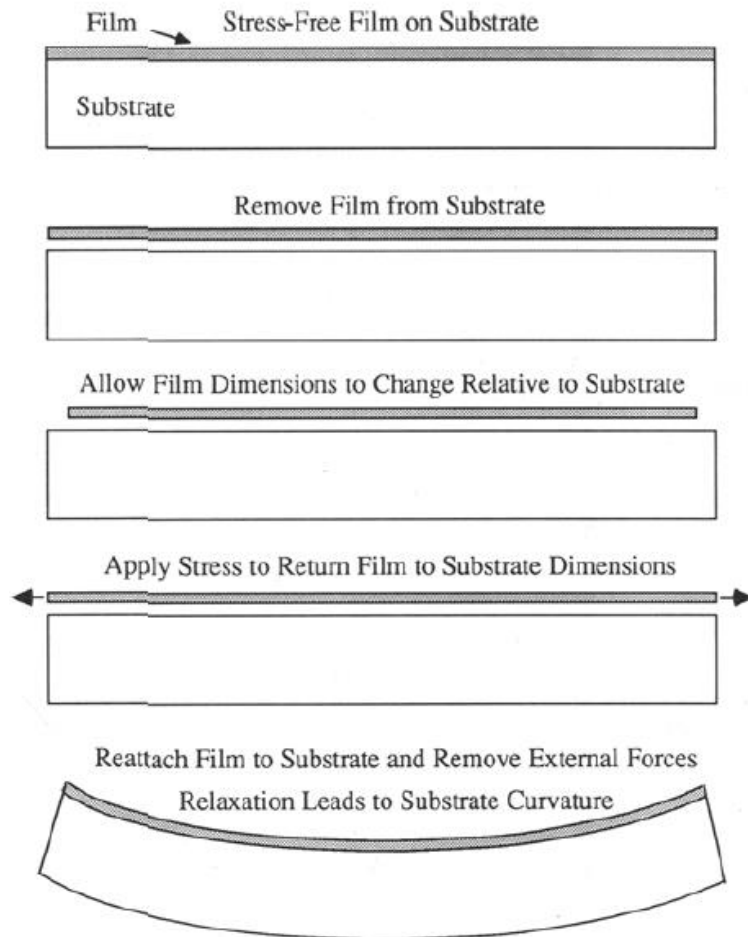 Film
Stress-Free Film on Substrate
Substrate
Remove Film from Substrate
Allow Film Dimensions to Change Relative to Substrate
Apply Stress to Return Film to Substrate Dimensions
Reattach Film to Substrate and Remove External Forces
Relaxation Leads to Substrate Curvature